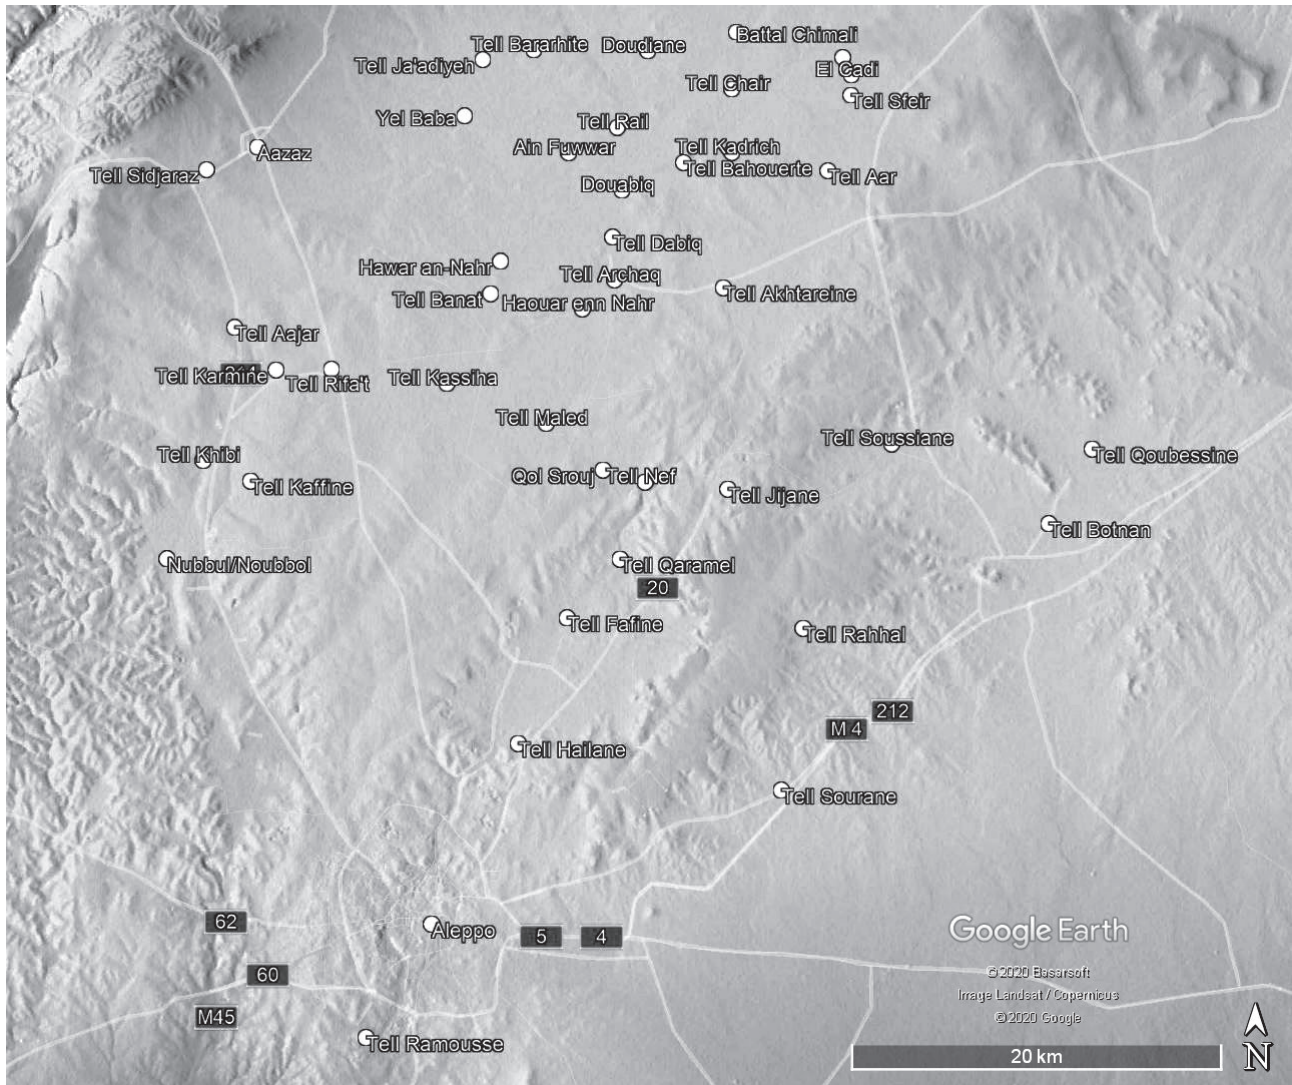 Battal Chimali
Tell Bararhite
Doudiane
Tell Ja'adiyeh
El Cadi
Tell Chair
Tell Sfeir
Yel Baba
Tell Rail
Ain Fuwwar
Tell Kadrich
Aazaz
Tell Bahouerte
Tell Sidjaraz
Tell Aar
Douabiq
Tell Dabiq
Hawar an-Nahr
Tell Archaq
Tell Akhtareine
Tell Banat
Haouar enn Nahr
Tell Aajar
Tell Karmine
Tell Rifa't
Tell Kassiha
Tell Maled
Tell Soussiane
Tell Khibi
Tell Qoubessine
Qol Srouj
Tell Nef
Tell Kaffine
Tell Jijane
Tell Botnan
Nubbul/Noubbol
Tell Qaramel
20
Tell Fafine
Tell Rahhal
212
M 4
Tell Hailane
Tell Sourane
62
Aleppo
5
4
Google Earth
60
©2020 Basarsoft
Image Landsat / Copernicus
M45
©2020 Google
Tell Ramousse
20 km
N